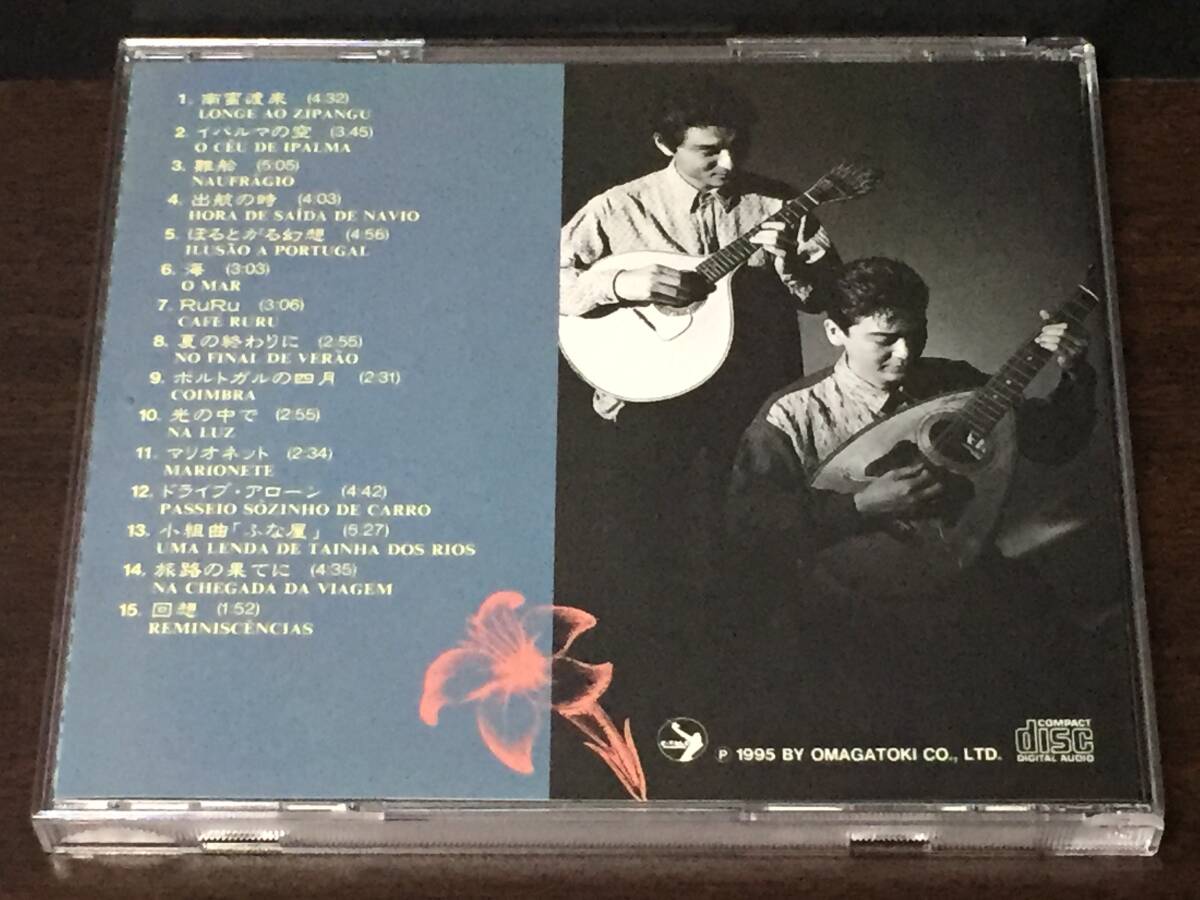 1. 南蛮渡来 (4:32)
LONGE AO ZIPANGU
2. イパルマの空 (3:45)
O CÉU DE IPALMA
3. 難船 (5:05)
NAUFRÁGIO
4. 出航の時 (4:03)
HORA DE SAÍDA DE NAVIO
5. ぽるとがる幻想 (4:56)
ILUSÃO A PORTUGAL
6. 海 (3:03)
O MAR
7. RuRu (3:06)
CAFÉ RURU
8. 夏の終わりに (2:55)
NO FINAL DE VERÃO
9. ポルトガルの四月 (2:31)
COIMBRA
10. 光の中で (2:55)
NA LUZ
11. マリオネット (2:34)
MARIONETE
12. ドライブ・アローン (4:42)
PASSEIO SÓZINHO DE CARRO
13. 小組曲「ふな屋」 (5:27)
UMA LENDA DE TAINHA DOS RIOS
14. 旅路の果てに (4:35)
NA CHEGADA DA VIAGEM
15. 回想 (1:52)
REMINISCÊNCIAS
℗ 1995 BY OMAGATOKI CO., LTD.
COMPACT
disc
DIGITAL AUDIO